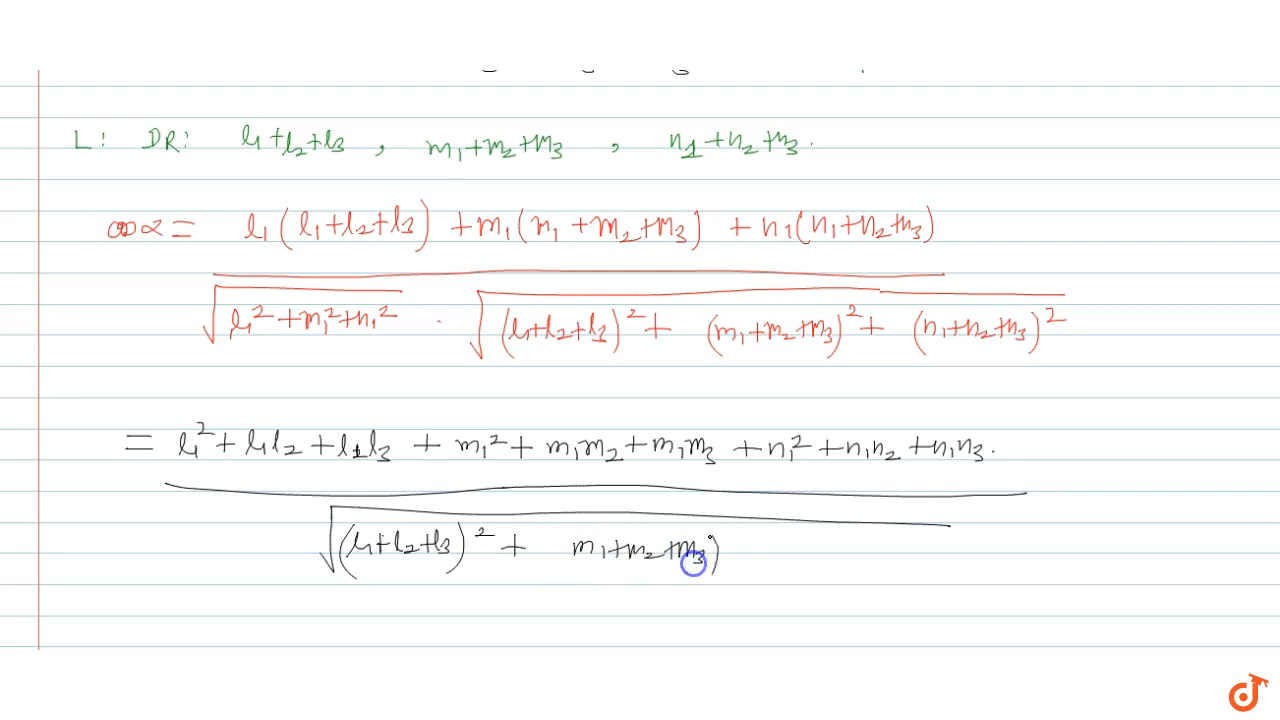 L: DR: l₁+l₂+l₃ , m₁+m₂+m₃ , n₁+n₂+n₃.
cos α = l₁(l₁+l₂+l₃) + m₁(m₁+m₂+m₃) + n₁(n₁+n₂+n₃)
√(l₁²+m₁²+n₁²) . √((l₁+l₂+l₃)² + (m₁+m₂+m₃)² + (n₁+n₂+n₃)²)
= l₁² + l₁l₂ + l₁l₃ + m₁² + m₁m₂ + m₁m₃ + n₁² + n₁n₂ + n₁n₃.
√(l₁+l₂+l₃)² + m₁+m₂+m₃)